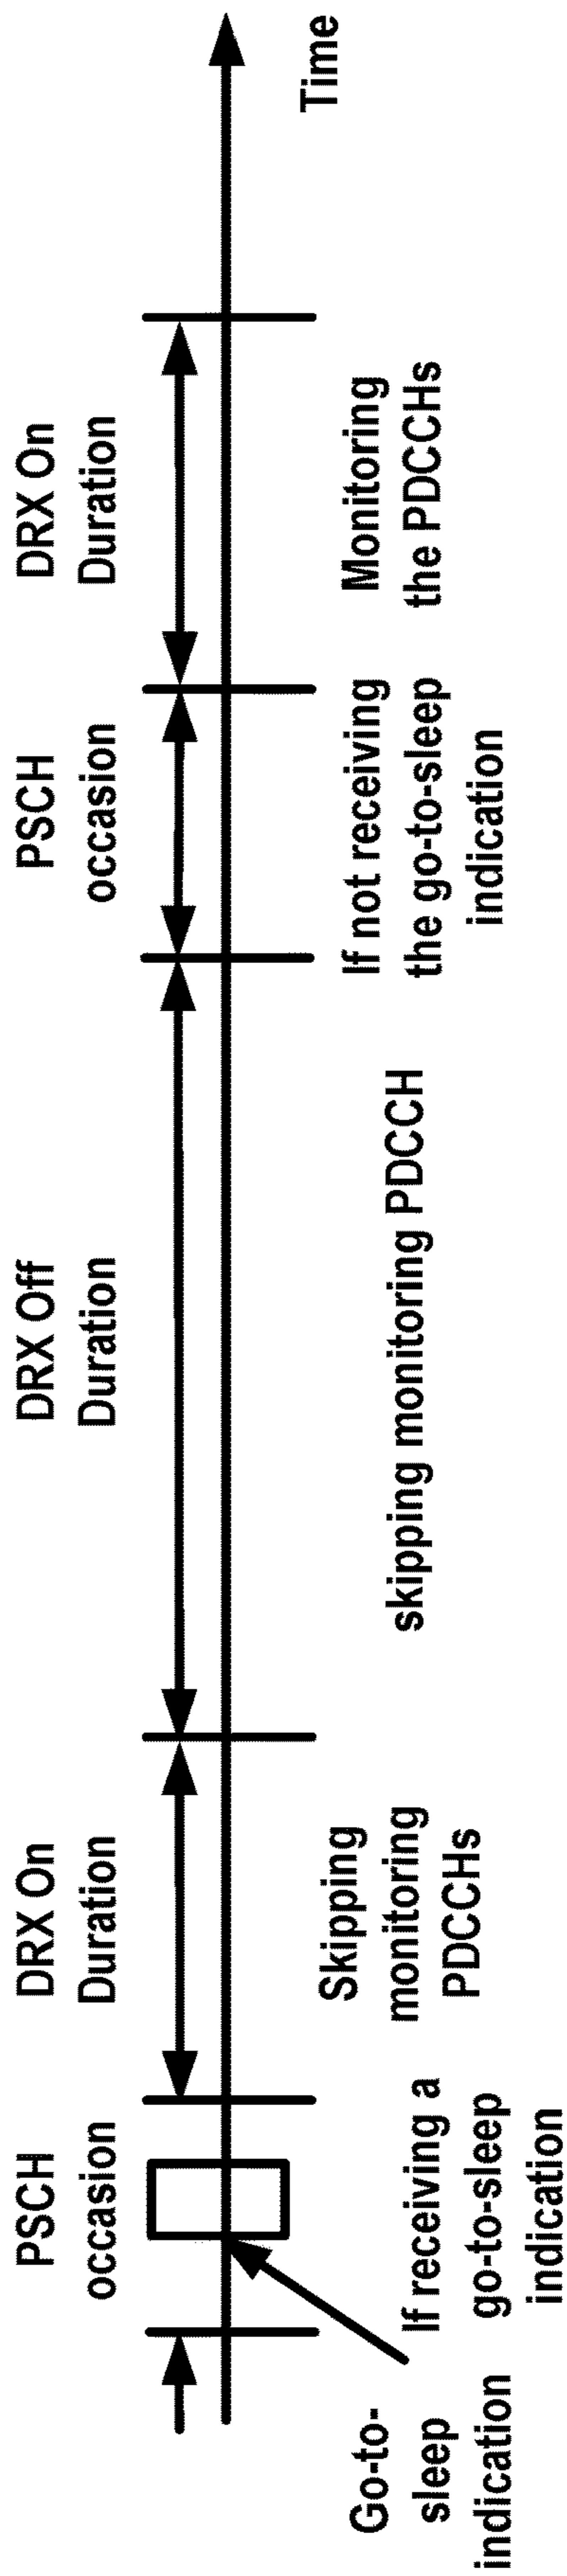 PSCH
occasion
DRX On
Duration
DRX Off
Duration
PSCH
occasion
DRX On
Duration
Go-to-
sleep
indication
If receiving a
go-to-sleep
indication
Skipping
monitoring
PDCCHs
skipping monitoring PDCCH
If not receiving
the go-to-sleep
indication
Monitoring
the PDCCHs
Time